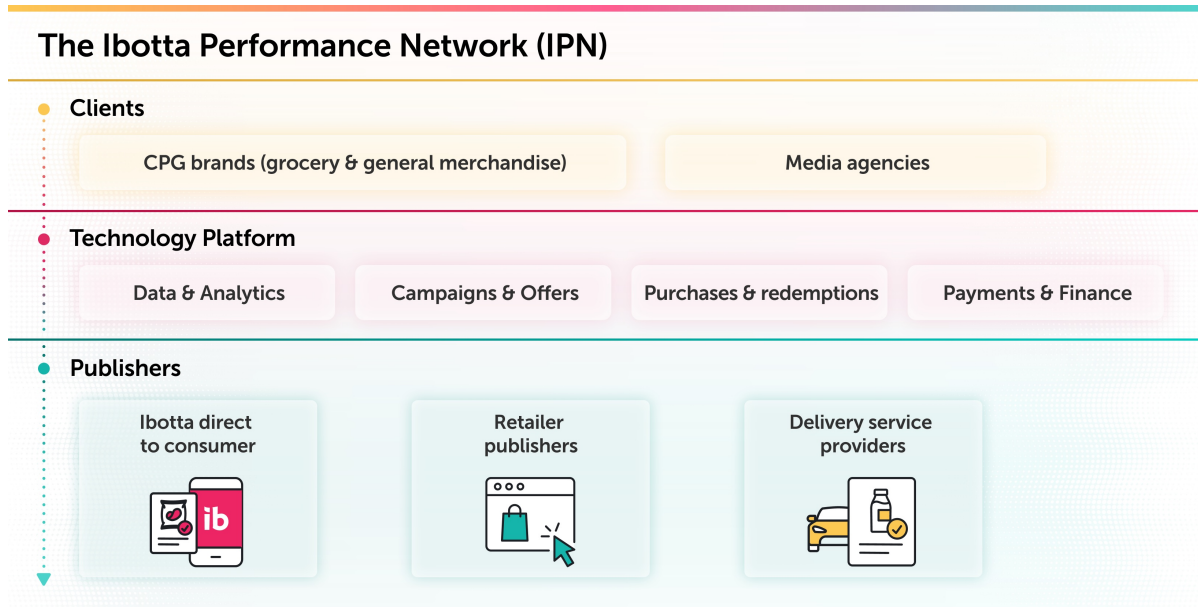 The Ibotta Performance Network (IPN)
Clients
CPG brands (grocery & general merchandise)
Media agencies
Technology Platform
Data & Analytics
Campaigns & Offers
Purchases & redemptions
Payments & Finance
Publishers
Ibotta direct
to consumer
Retailer
publishers
Delivery service
providers
ib